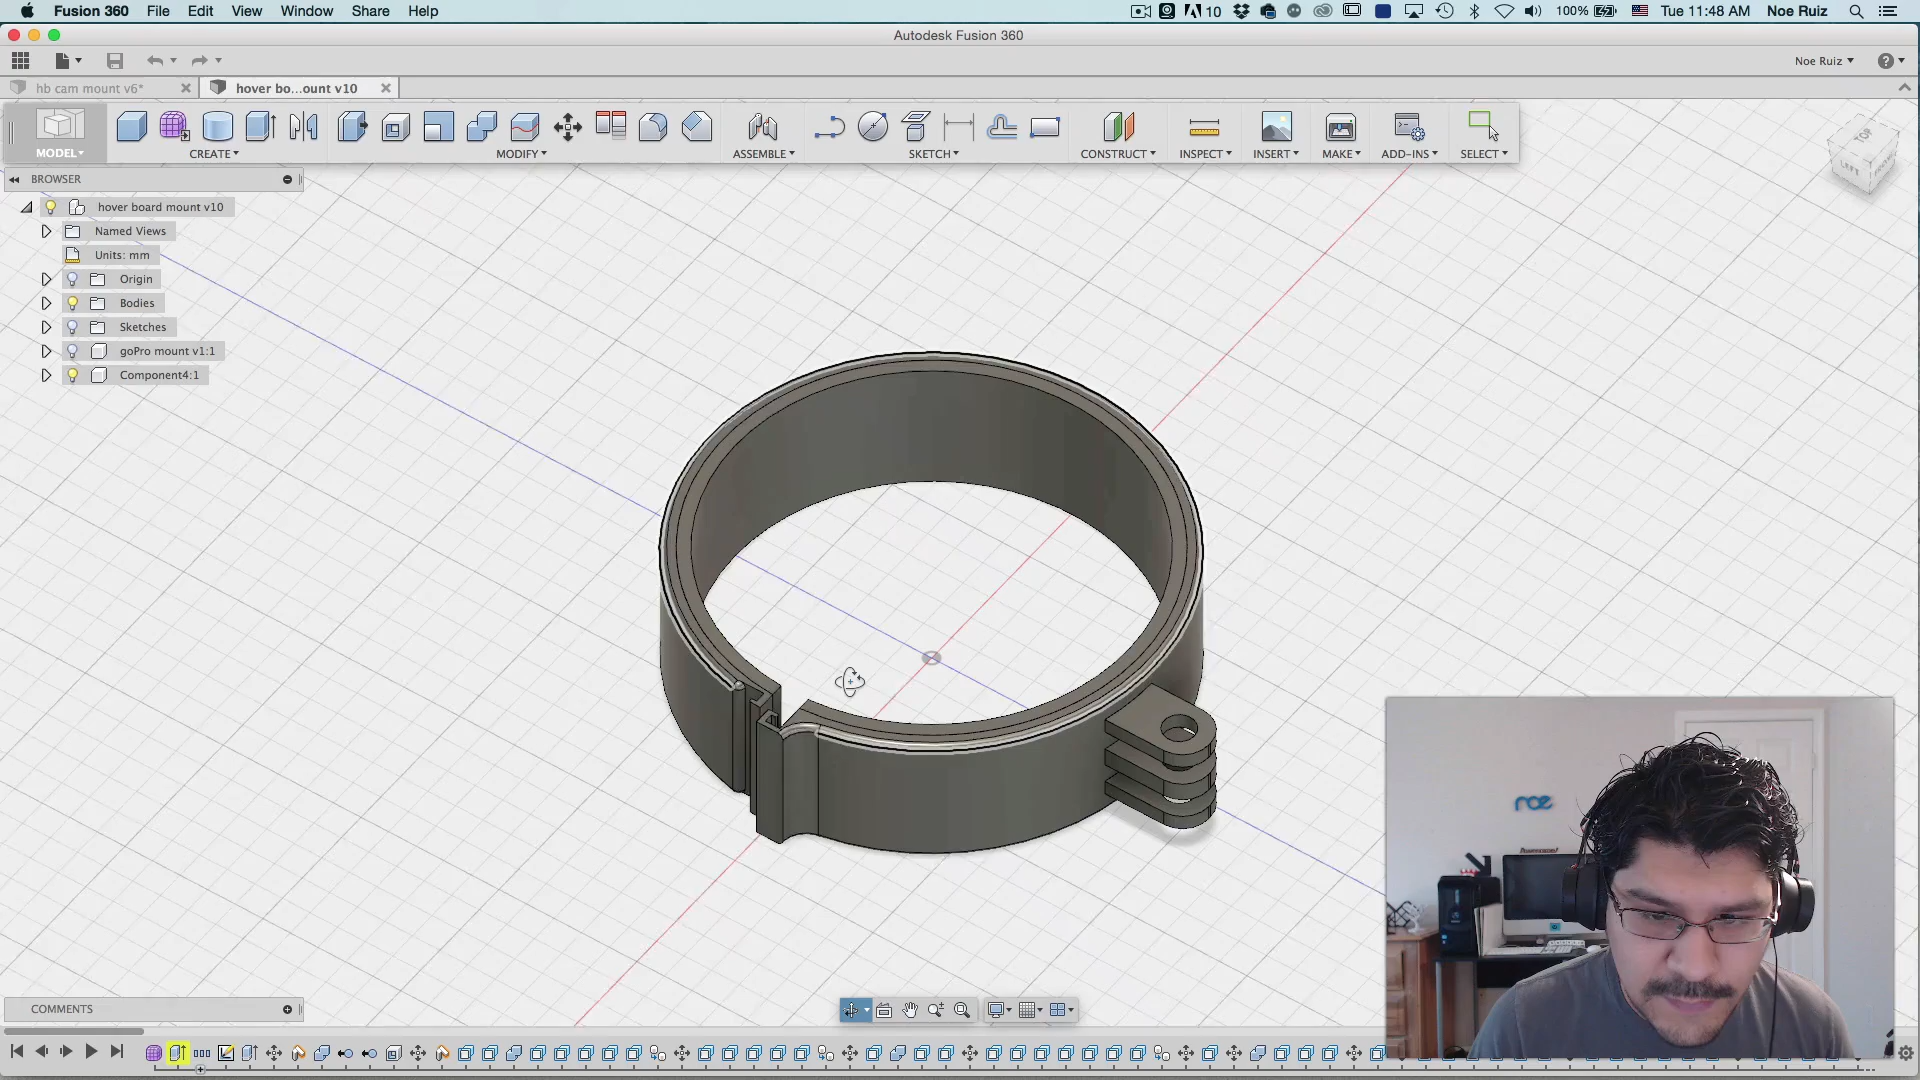 Fusion 360 File Edit View Window Share Help
10 100% Tue 11:48 AM Noe Ruiz
Autodesk Fusion 360
Noe Ruiz
hb cam mount v6*
hover bo...ount v10
MODEL
CREATE
MODIFY
ASSEMBLE
SKETCH
CONSTRUCT
INSPECT
INSERT
MAKE
ADD-INS
SELECT
TOP
LEFT
BROWSER
hover board mount v10
Named Views
Units: mm
Origin
Bodies
Sketches
goPro mount v1:1
Component4:1
noe
COMMENTS